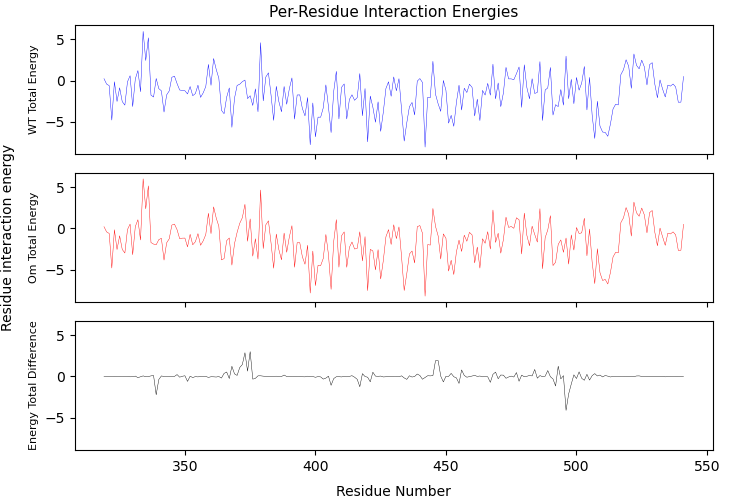 Per-Residue Interaction Energies
Residue interaction energy
WT Total Energy
5
0
−5
Om Total Energy
5
0
−5
Energy Total Difference
5
0
−5
350 400 450 500 550
Residue Number